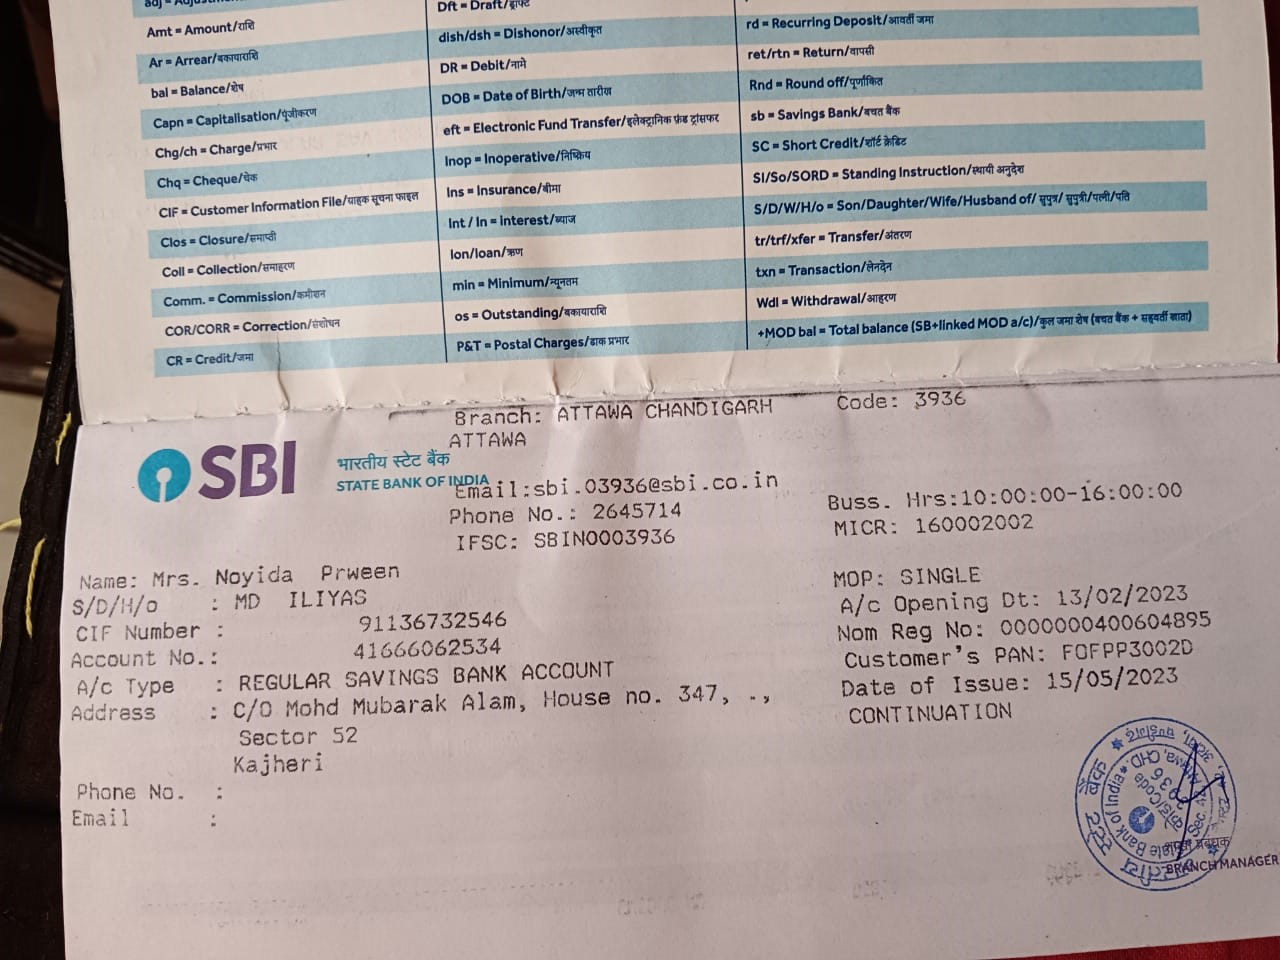 Amt = Amount/राशि
Ar = Arrear/बकायाराशि
bal = Balance/शेष
Capn = Capitalisation/पूंजीकरण
Chg/ch = Charge/प्रभार
Chq = Cheque/चेक
CIF = Customer Information File/ग्राहक सूचना फाइल
Clos = Closure/समाप्ती
Coll = Collection/समाहरण
Comm. = Commission/कमीशन
COR/CORR = Correction/संशोधन
CR = Credit/जमा
Dft = Draft/ड्राफ्ट
dish/dsh = Dishonor/अस्वीकृत
DR = Debit/नामे
DOB = Date of Birth/जन्म तारीख
eft = Electronic Fund Transfer/इलेक्ट्रानिक फ़ंड ट्रांसफर
Inop = Inoperative/निष्क्रिय
Ins = Insurance/बीमा
Int / In = interest/ब्याज
lon/loan/ऋण
min = Minimum/न्यूनतम
os = Outstanding/बकायाराशि
P&T = Postal Charges/डाक प्रभार
rd = Recurring Deposit/आवर्ती जमा
ret/rtn = Return/वापसी
Rnd = Round off/पूर्णांकित
sb = Savings Bank/बचत बैंक
SC = Short Credit/शॉर्ट क्रेडिट
SI/So/SORD = Standing Instruction/स्थायी अनुदेश
S/D/W/H/o = Son/Daughter/Wife/Husband of/ सुपुत्र/ सुपुत्री/पत्नी/पति
tr/trf/xfer = Transfer/अंतरण
txn = Transaction/लेनदेन
Wdl = Withdrawal/आहरण
+MOD bal = Total balance (SB+linked MOD a/c)/कुल जमा शेष (बचत बैंक + सहवर्ती खाता)
Branch: ATTAWA CHANDIGARH Code: 3936
ATTAWA
SBI
भारतीय स्टेट बैंक
STATE BANK OF INDIA
Email:sbi.03936@sbi.co.in
Phone No.: 2645714 Buss. Hrs:10:00:00-16:00:00
IFSC: SBIN0003936 MICR: 160002002
Name: Mrs. Noyida Prween MOP: SINGLE
S/D/H/o : MD ILIYAS A/c Opening Dt: 13/02/2023
CIF Number : 91136732546 Nom Reg No: 0000000400604895
Account No.: 41666062534 Customer's PAN: FOFPP3002D
A/c Type : REGULAR SAVINGS BANK ACCOUNT Date of Issue: 15/05/2023
Address : C/O Mohd Mubarak Alam, House no. 347, ., CONTINUATION
Sector 52
Kajheri
Phone No. :
Email :
भारतीय स्टेट बैंक
State Bank of India
कोड/Code
3936
BRANCH MANAGER